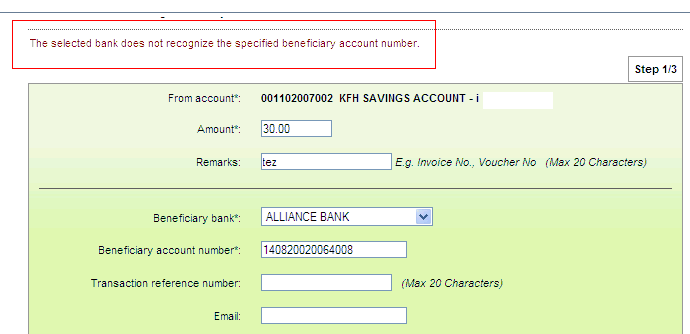 The selected bank does not recognize the specified beneficiary account number.
Step 1/3
From account*: 001102007002 KFH SAVINGS ACCOUNT - i
Amount*: 30.00
Remarks: tez E.g. Invoice No., Voucher No (Max 20 Characters)
Beneficiary bank*: ALLIANCE BANK
Beneficiary account number*: 140820020064008
Transaction reference number: (Max 20 Characters)
Email: